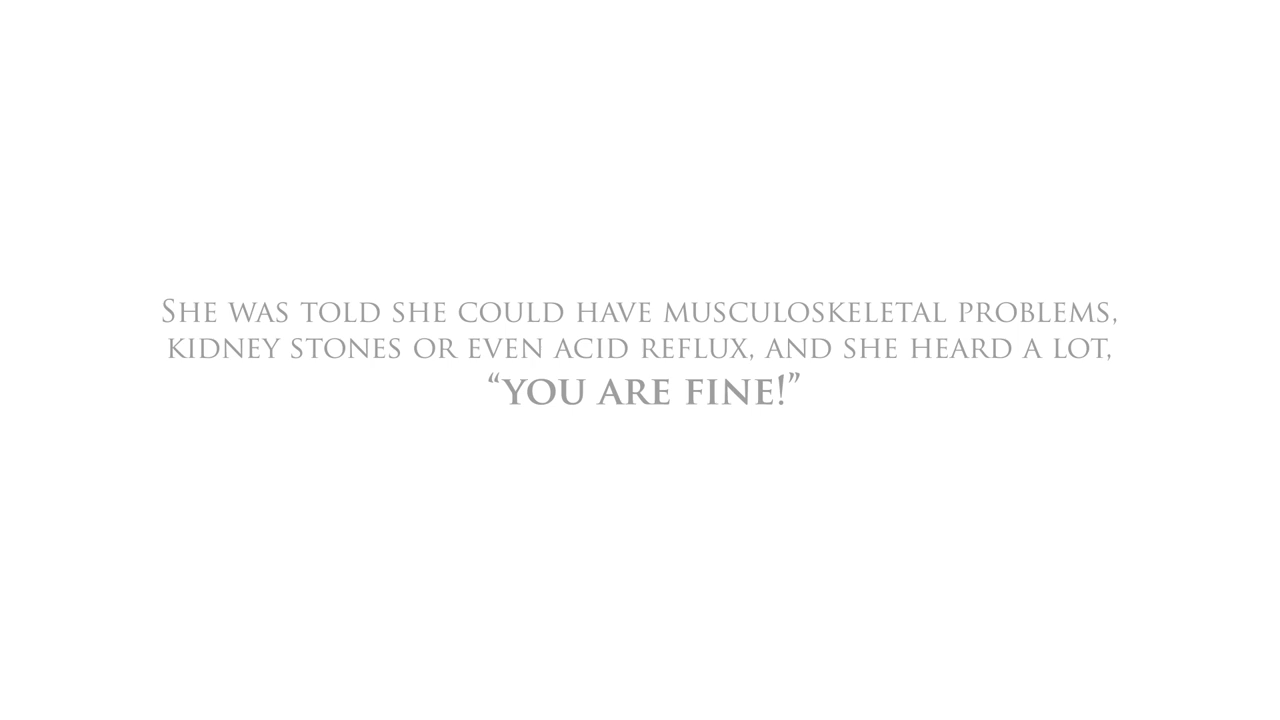 She was told she could have musculoskeletal problems,
kidney stones or even acid reflux, and she heard a lot,
“you are fine!”